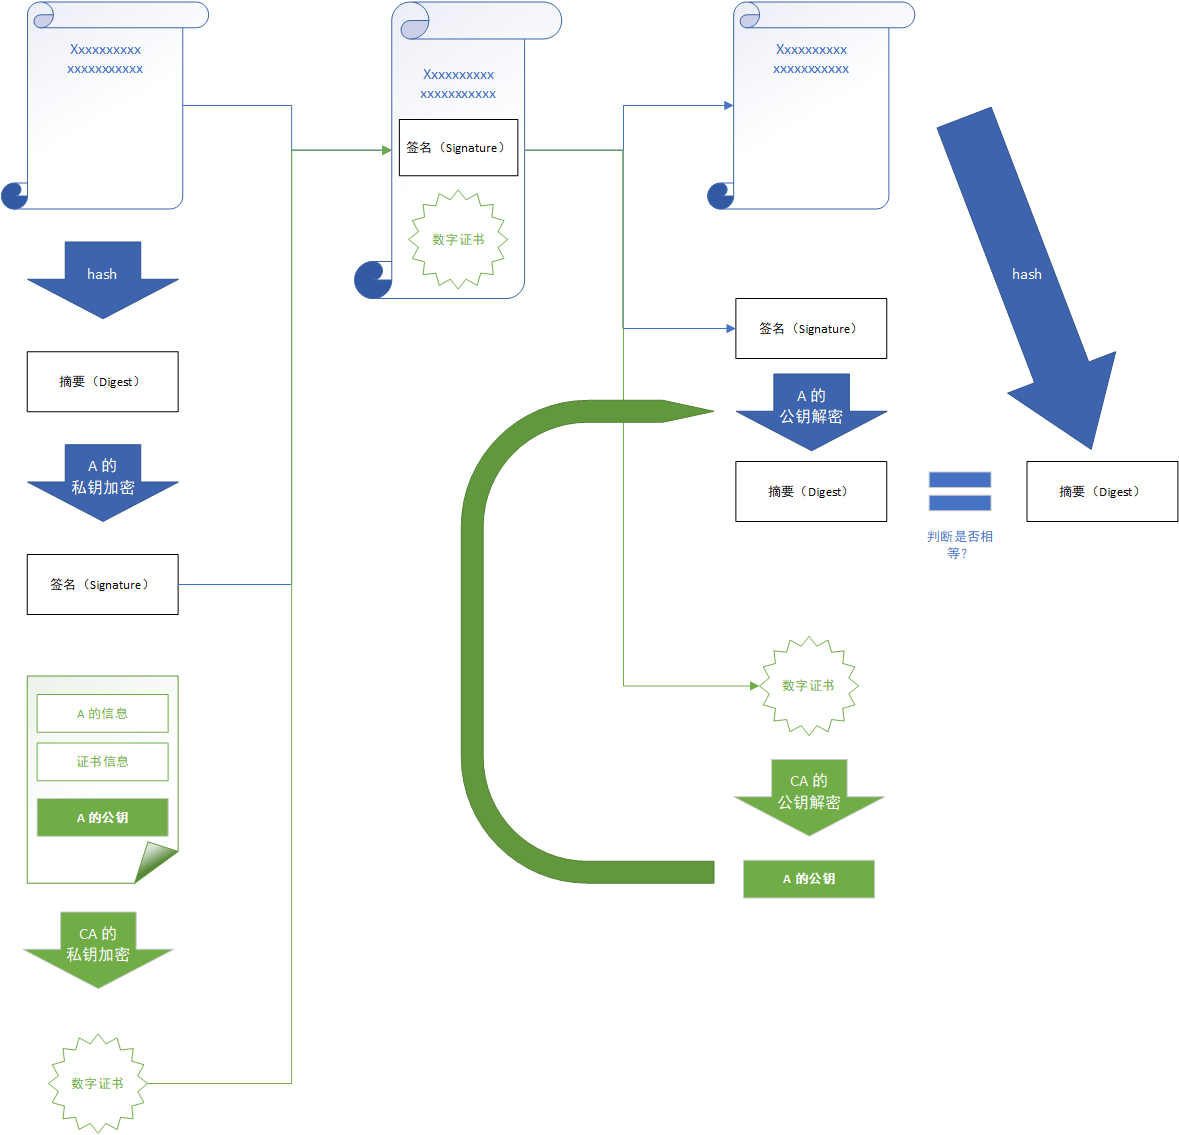 Xxxxxxxxxx
xxxxxxxxxxx
hash
摘要（Digest）
A 的
私钥加密
签名（Signature）
A 的信息
证书信息
A 的公钥
CA 的
私钥加密
数字证书
Xxxxxxxxxx
xxxxxxxxxxx
签名（Signature）
数字证书
Xxxxxxxxxx
xxxxxxxxxxx
签名（Signature）
A 的
公钥解密
摘要（Digest）
判断是否相
等？
hash
摘要（Digest）
数字证书
CA 的
公钥解密
A 的公钥